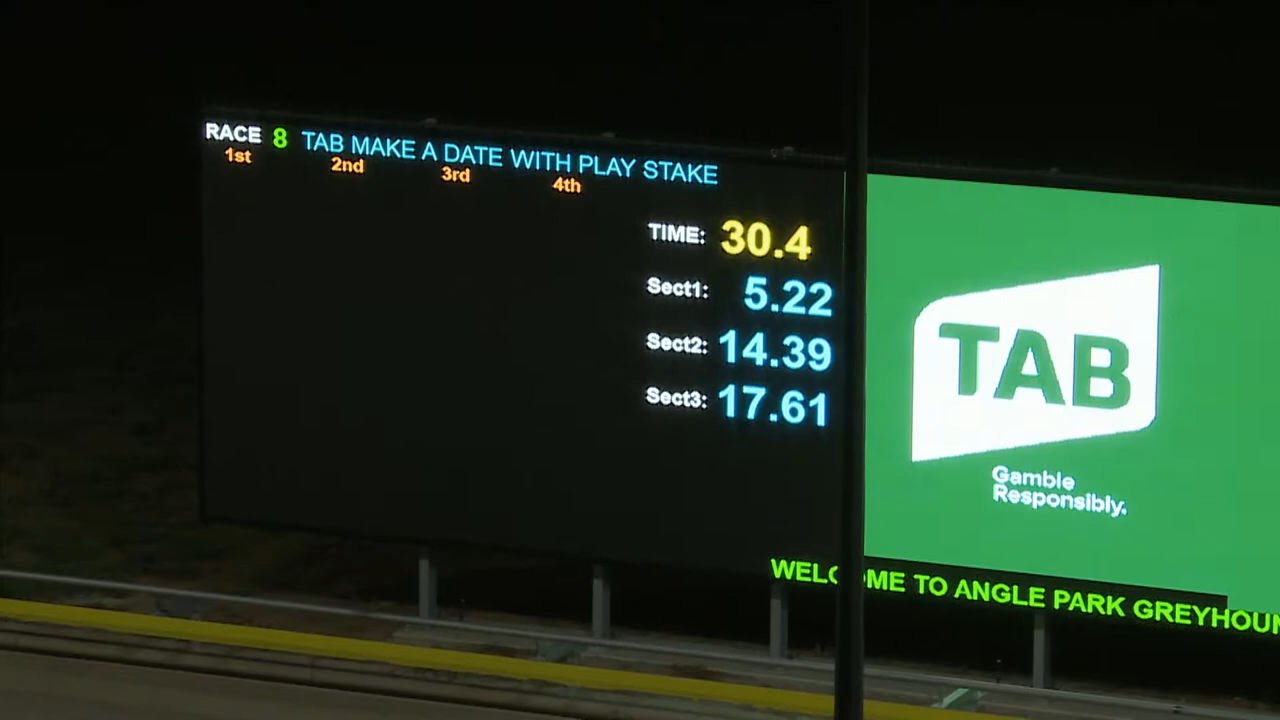 RACE 8 TAB MAKE A DATE WITH PLAY STAKE
1st 2nd 3rd 4th
TIME: 30.4
Sect1: 5.22
Sect2: 14.39
Sect3: 17.61
TAB
Gamble
Responsibly.
WELCOME TO ANGLE PARK GREYHOUN